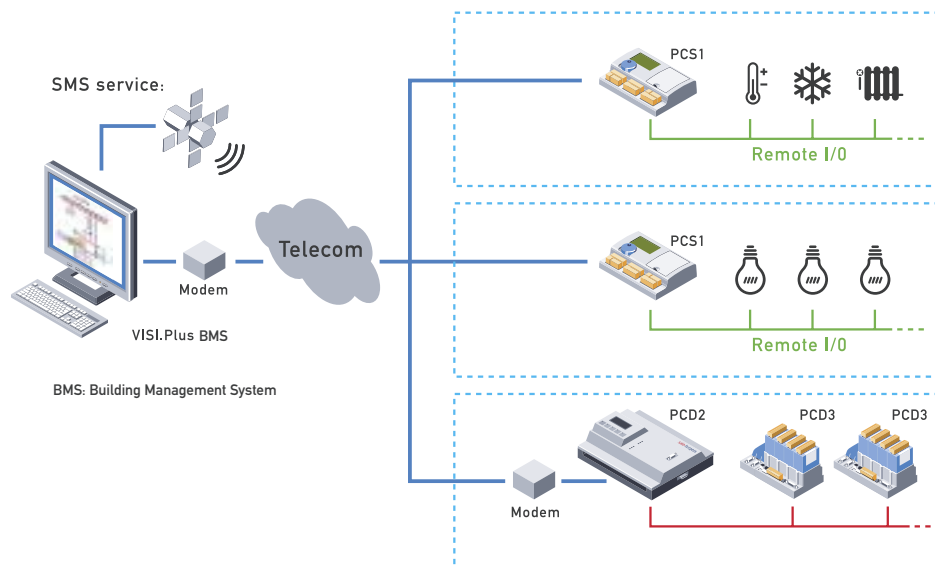 SMS service:
PCS1
Remote I/0
Telecom
PCS1
Modem
VISI.Plus BMS
Remote I/0
BMS: Building Management System
PCD2
PCD3
PCD3
Modem